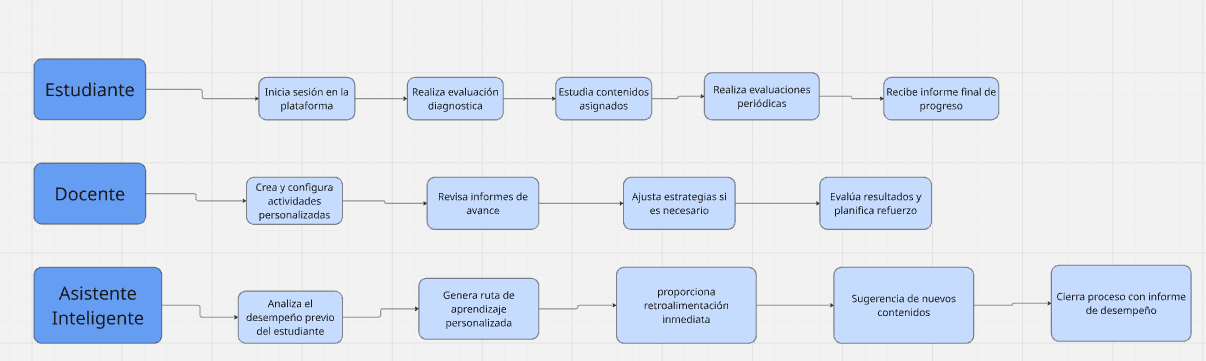 Estudiante
Inicia sesión en la
plataforma
Realiza evaluación
diagnostica
Estudia contenidos
asignados
Realiza evaluaciones
periódicas
Recibe informe final de
progreso
Docente
Crea y configura
actividades
personalizadas
Revisa informes de
avance
Ajusta estrategias si
es necesario
Evalúa resultados y
planifica refuerzo
Asistente
Inteligente
Analiza el
desempeño previo
del estudiante
Genera ruta de
aprendizaje
personalizada
proporciona
retroalimentación
inmediata
Sugerencia de nuevos
contenidos
Cierra proceso con informe
de desempeño